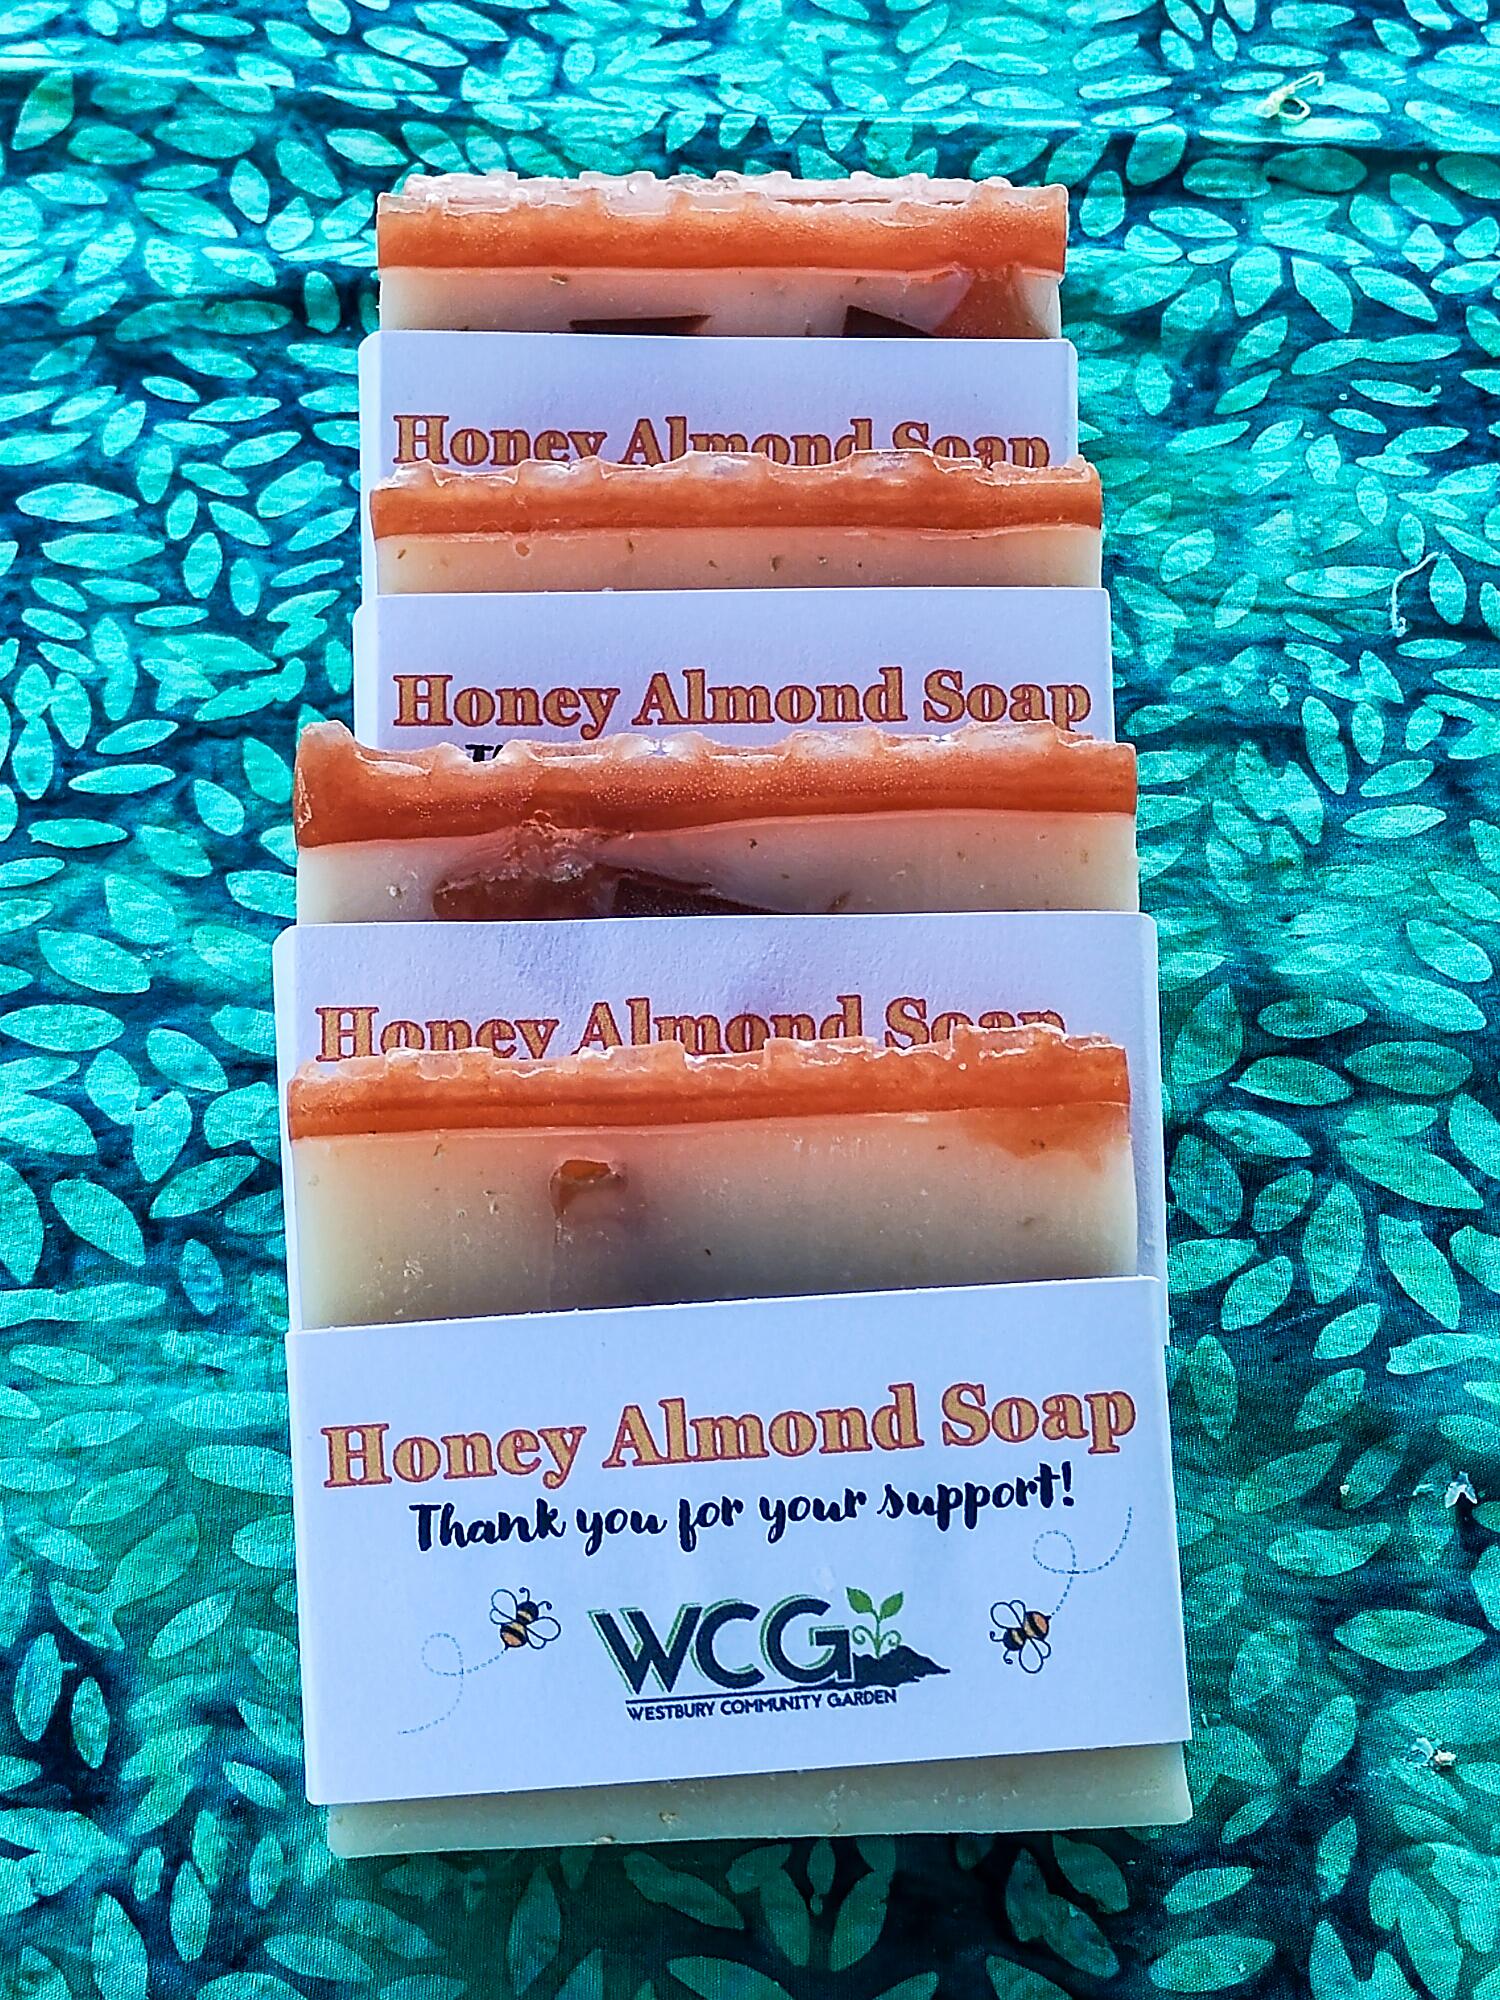 Honey Almond Soap
Honey Almond Soap
Honey Almond Soap
Honey Almond Soap
Thank you for your support!
WCG
WESTBURY COMMUNITY GARDEN